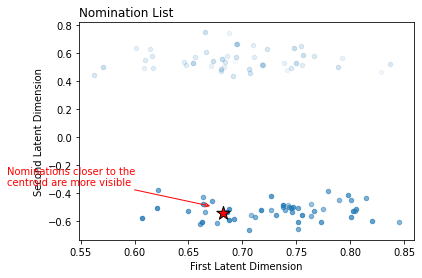 Nomination List
0.8
0.6
0.4
0.2
0.0
−0.2
−0.4
−0.6
Second Latent Dimension
Nominations closer to the
centroid are more visible
0.55 0.60 0.65 0.70 0.75 0.80 0.85
First Latent Dimension